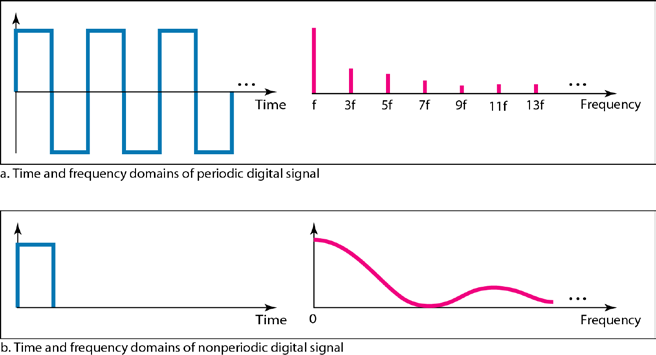 ...
Time
f 3f 5f 7f 9f 11f 13f
...
Frequency
a. Time and frequency domains of periodic digital signal
Time
0
...
Frequency
b. Time and frequency domains of nonperiodic digital signal